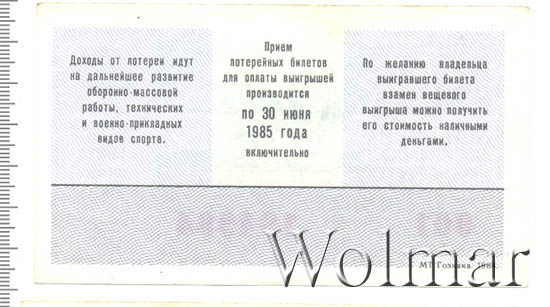 Доходы от лотереи идут
на дальнейшее развитие
оборонно-массовой
работы, технических
и военно-прикладных
видов спорта.
Прием
лотерейных билетов
для оплаты выигрышей
производится
по 30 июня
1985 года
включительно
По желанию владельца
выигравшего билета
взамен вещевого
выигрыша можно получить
его стоимость наличными
деньгами.
МТ Гознака.
Wolmar